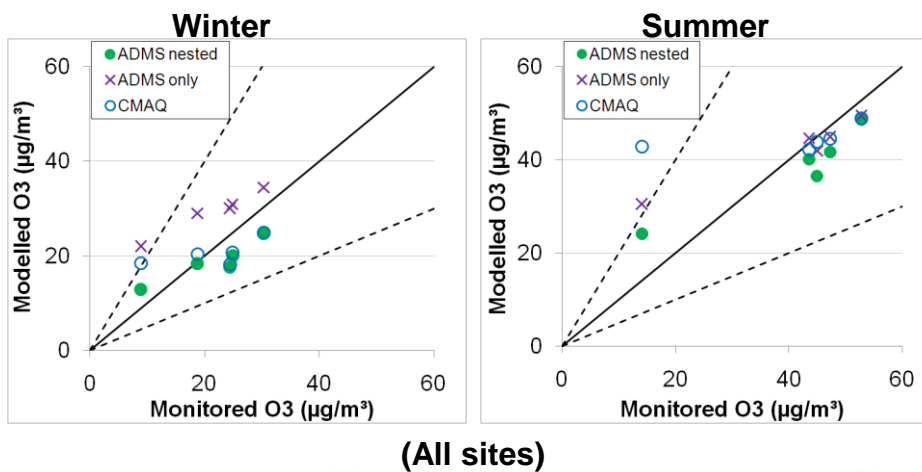 Winter
ADMS nested
ADMS only
CMAQ
Modelled O3 (µg/m³)
60
40
20
0
0 20 40 60
Monitored O3 (µg/m³)
Summer
ADMS nested
ADMS only
CMAQ
Modelled O3 (µg/m³)
60
40
20
0
0 20 40 60
Monitored O3 (µg/m³)
(All sites)